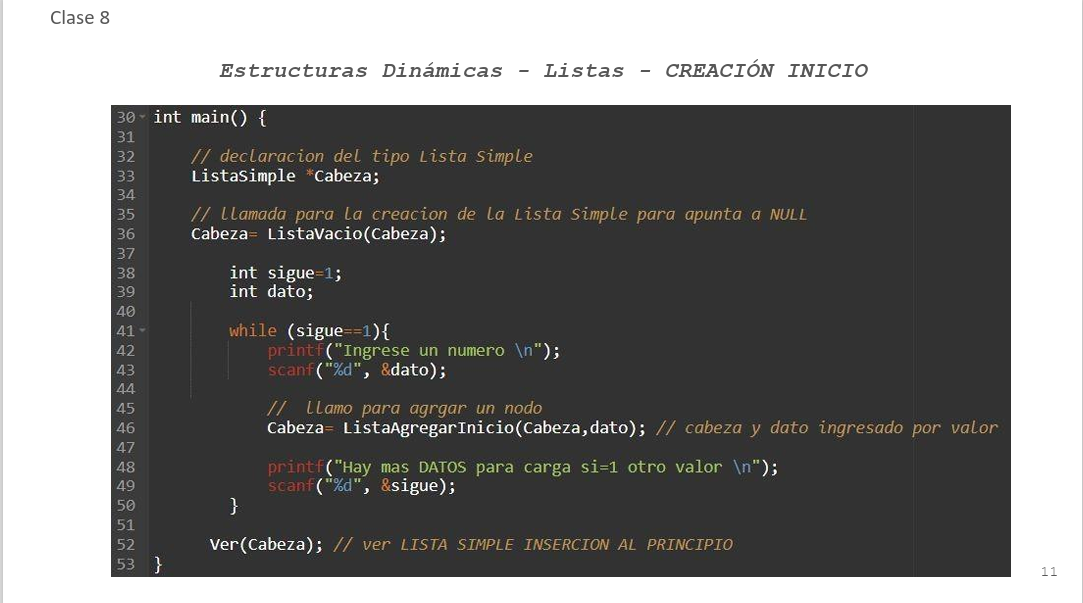 Clase 8
Estructuras Dinámicas - Listas - CREACIÓN INICIO
30 int main() {
31
32 // declaracion del tipo Lista Simple
33 ListaSimple *Cabeza;
34
35 // llamada para la creacion de la Lista Simple para apunta a NULL
36 Cabeza= ListaVacio(Cabeza);
37
38 int sigue=1;
39 int dato;
40
41 while (sigue==1){
42 printf("Ingrese un numero \n");
43 scanf("%d", &dato);
44
45 // llamo para agrgar un nodo
46 Cabeza= ListaAgregarInicio(Cabeza,dato); // cabeza y dato ingresado por valor
47
48 printf("Hay mas DATOS para carga si=1 otro valor \n");
49 scanf("%d", &sigue);
50 }
51
52 Ver(Cabeza); // ver LISTA SIMPLE INSERCION AL PRINCIPIO
53 }
11